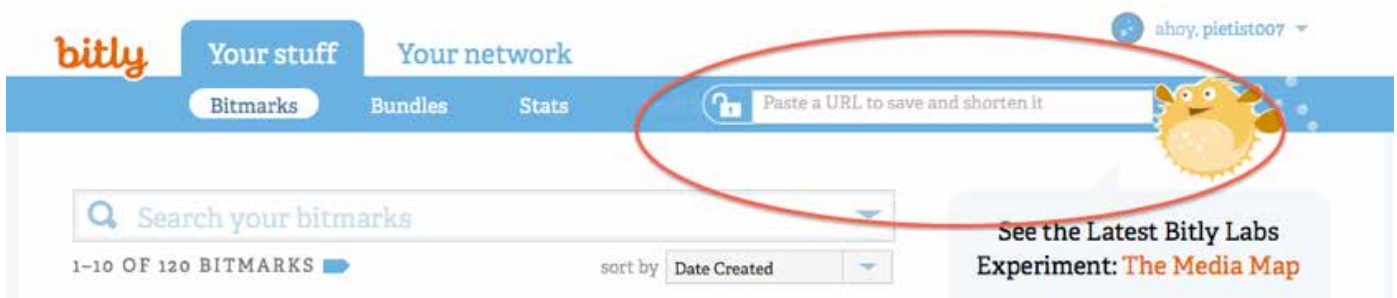 ahoy, pietist007
bitly Your stuff Your network
Bitmarks Bundles Stats Paste a URL to save and shorten it
Search your bitmarks
1–10 OF 120 BITMARKS sort by Date Created
See the Latest Bitly Labs
Experiment: The Media Map